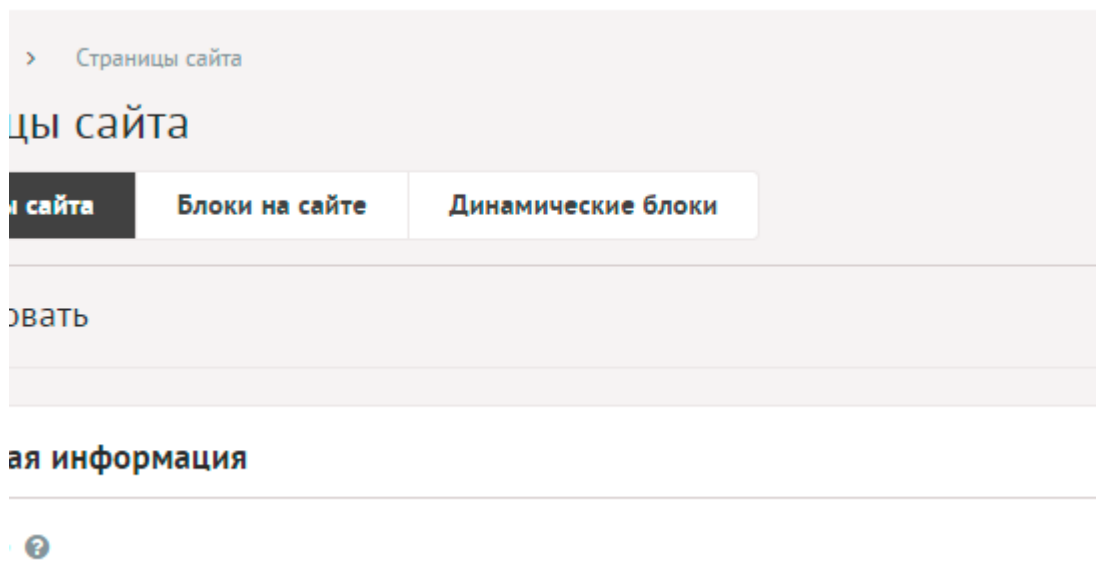 > Страницы сайта
цы сайта
ы сайта Блоки на сайте Динамические блоки
овать
ая информация
?